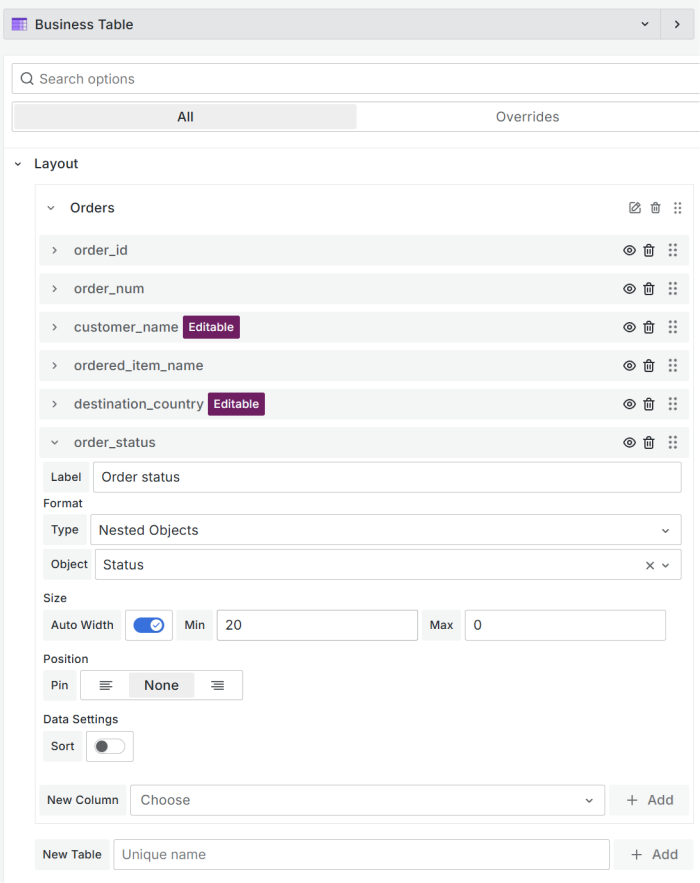 Business Table
Search options
All Overrides
Layout
Orders
order_id
order_num
customer_name Editable
ordered_item_name
destination_country Editable
order_status
Label Order status
Format
Type Nested Objects
Object Status
Size
Auto Width Min 20 Max 0
Position
Pin None
Data Settings
Sort
New Column Choose + Add
New Table Unique name + Add